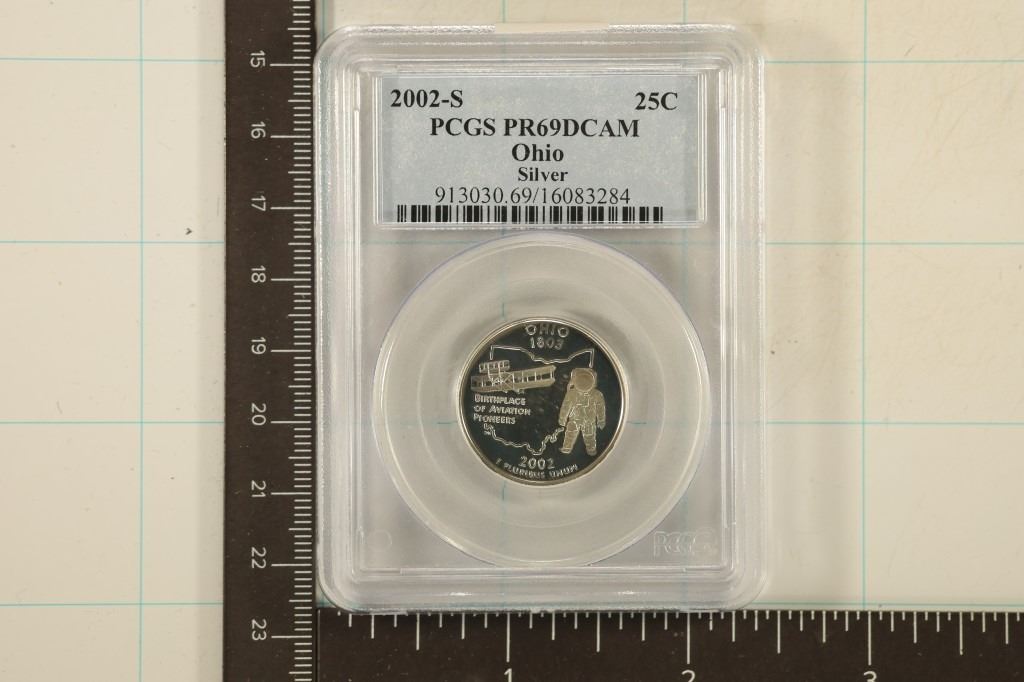 2002-S 25C
PCGS PR69DCAM
Ohio
Silver
913030.69/16083284
OHIO
1803
BIRTHPLACE
OF AVIATION
PIONEERS
2002
E PLURIBUS UNUM
PCGS
15
16
17
18
19
20
21
22
23
1 2 3